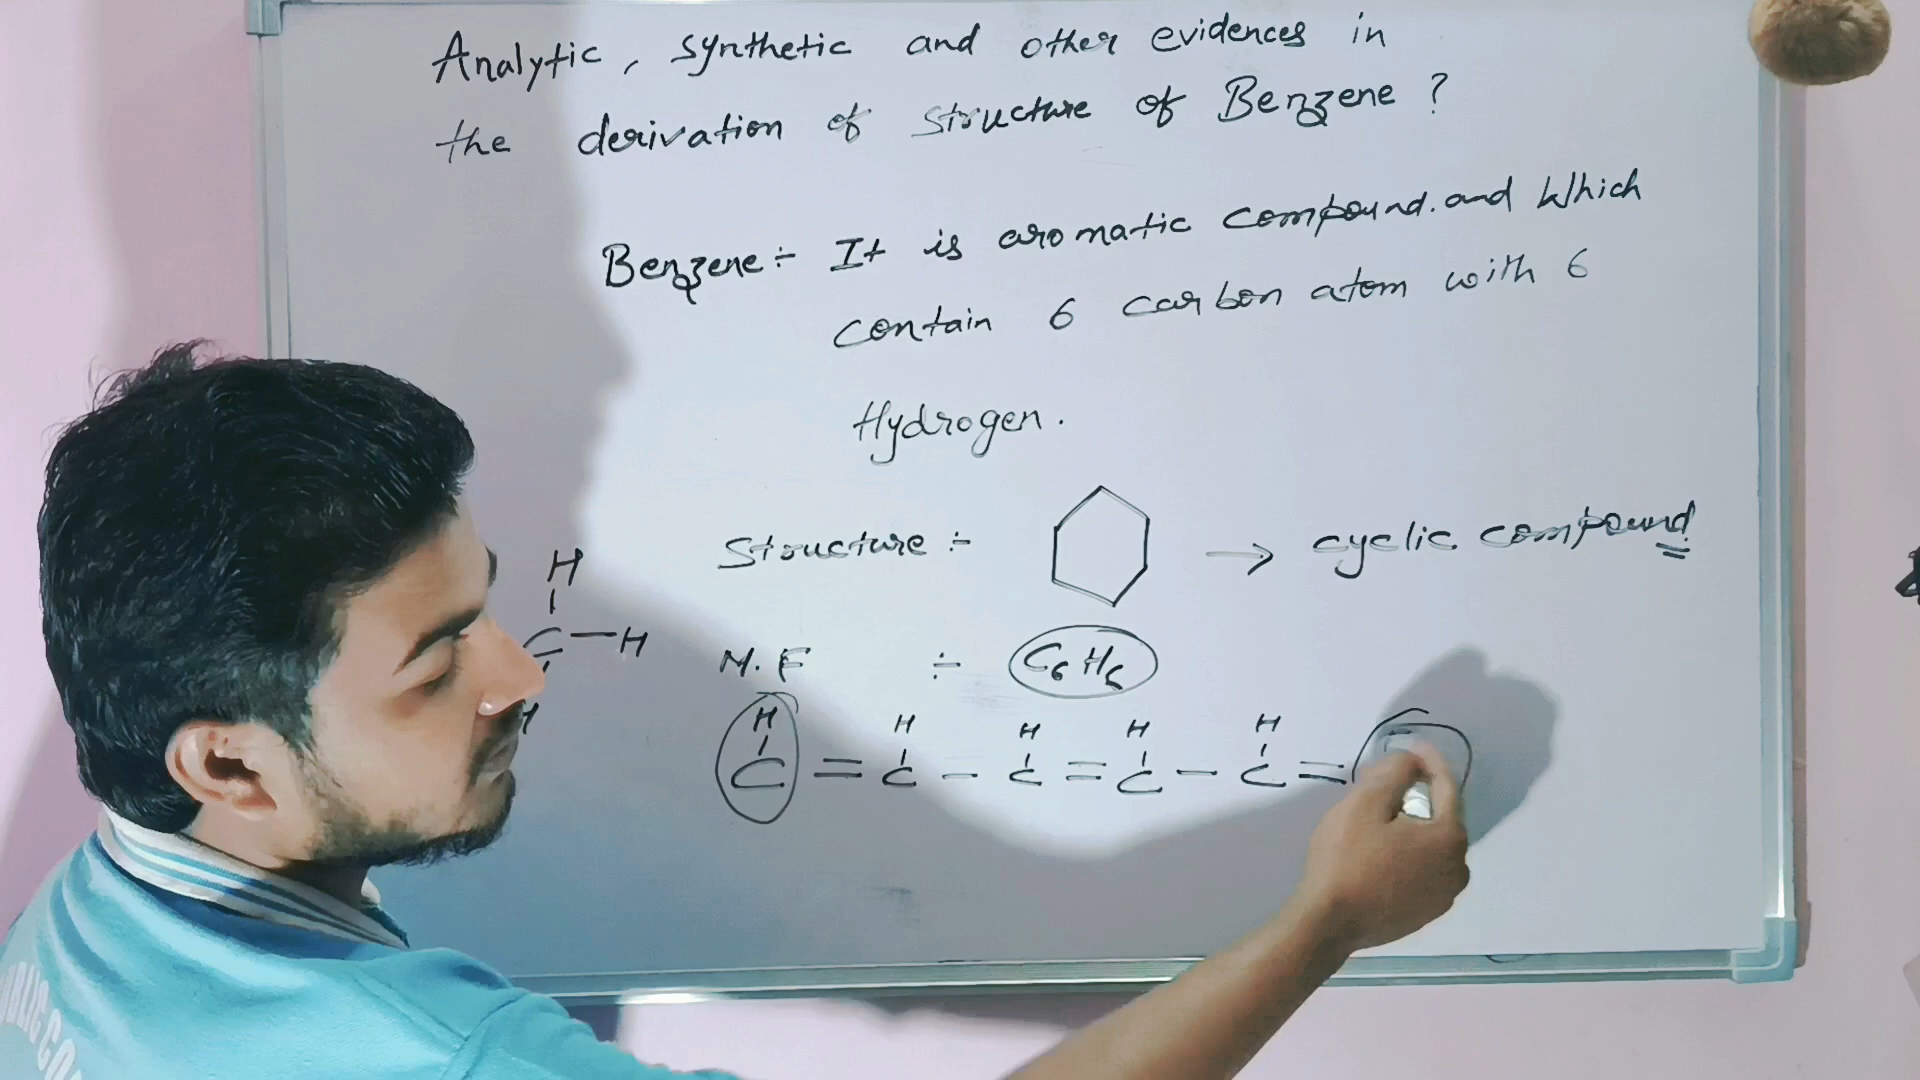 Analytic, synthetic and other evidences in
the derivation of structure of Benzene ?
Benzene :- It is aromatic compound. and Which
contain 6 carbon atom with 6
Hydrogen.
Structure :- → cyclic compound
M.F :- C6H6
H
C — H
H
H H H H H
C = C - C = C - C =